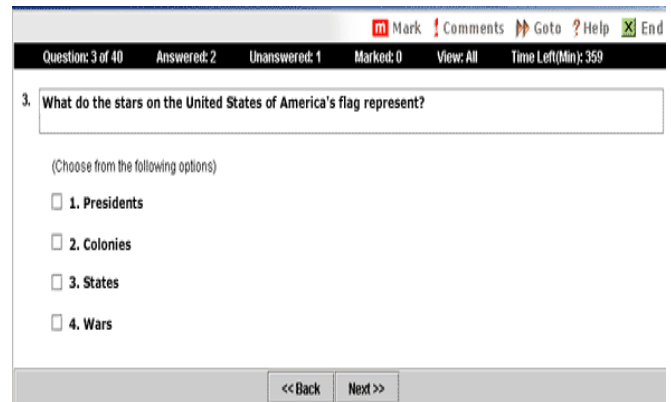 m Mark ! Comments Goto ? Help X End
Question: 3 of 40 Answered: 2 Unanswered: 1 Marked: 0 View: All Time Left(Min): 359
3. What do the stars on the United States of America's flag represent?
(Choose from the following options)
1. Presidents
2. Colonies
3. States
4. Wars
<< Back Next >>